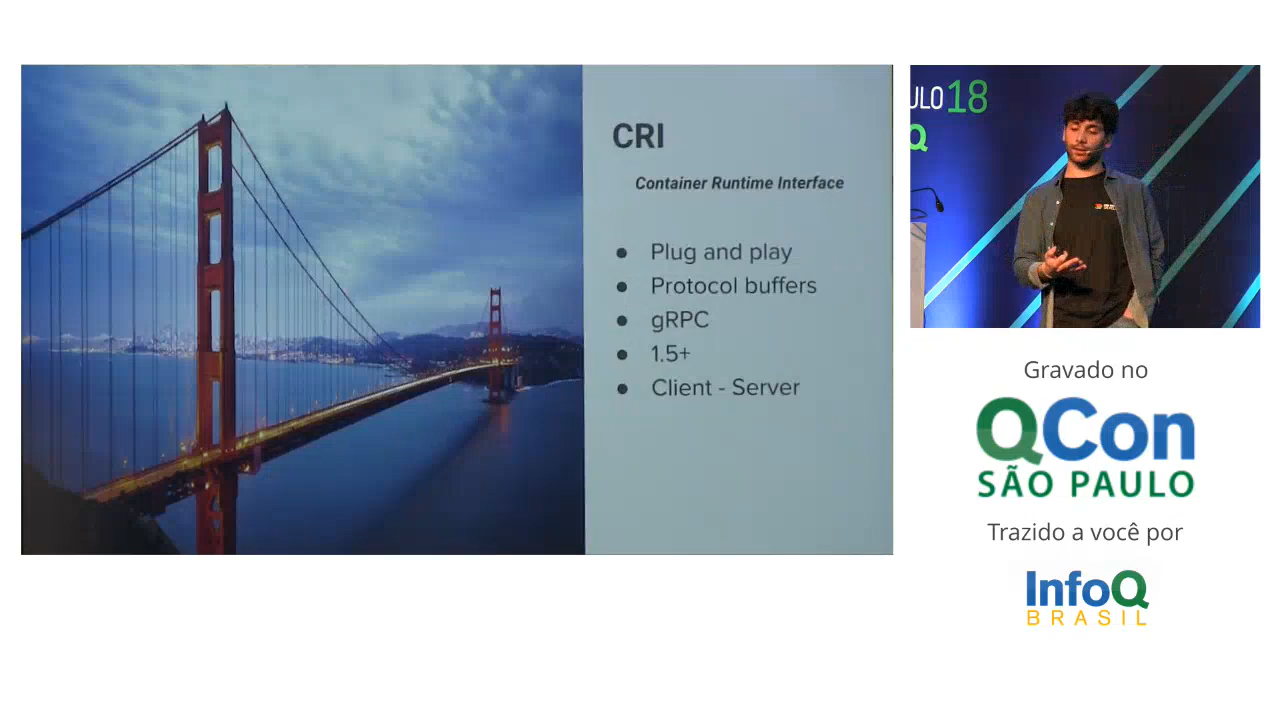 CRI
Container Runtime Interface
● Plug and play
● Protocol buffers
● gRPC
● 1.5+
● Client - Server
ULO 18
Q
Gravado no
QCon
SÃO PAULO
Trazido a você por
InfoQ
BRASIL